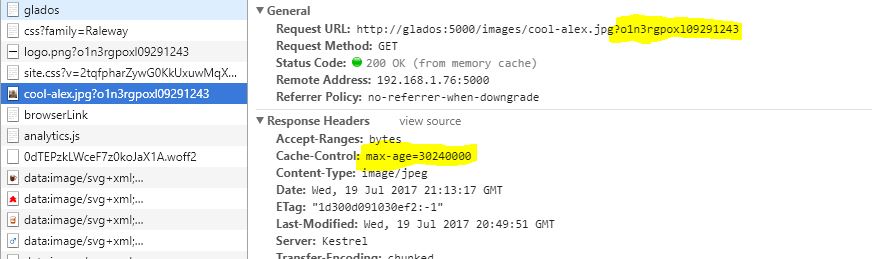 glados
css?family=Raleway
logo.png?o1n3rgpoxl09291243
site.css?v=2tqfpharZywG0KkUxuwMqX...
cool-alex.jpg?o1n3rgpoxl09291243
browserLink
analytics.js
0dTEPzkLWceF7z0koJaX1A.woff2
data:image/svg+xml;...
data:image/svg+xml;...
data:image/svg+xml;...
data:image/svg+xml;...
data:image/svg+xml;...
General
Request URL: http://glados:5000/images/cool-alex.jpg?o1n3rgpoxl09291243
Request Method: GET
Status Code: 200 OK (from memory cache)
Remote Address: 192.168.1.76:5000
Referrer Policy: no-referrer-when-downgrade
Response Headers view source
Accept-Ranges: bytes
Cache-Control: max-age=30240000
Content-Type: image/jpeg
Date: Wed, 19 Jul 2017 21:13:17 GMT
ETag: "1d300d091030ef2:-1"
Last-Modified: Wed, 19 Jul 2017 20:49:51 GMT
Server: Kestrel
Transfer-Encoding: chunked